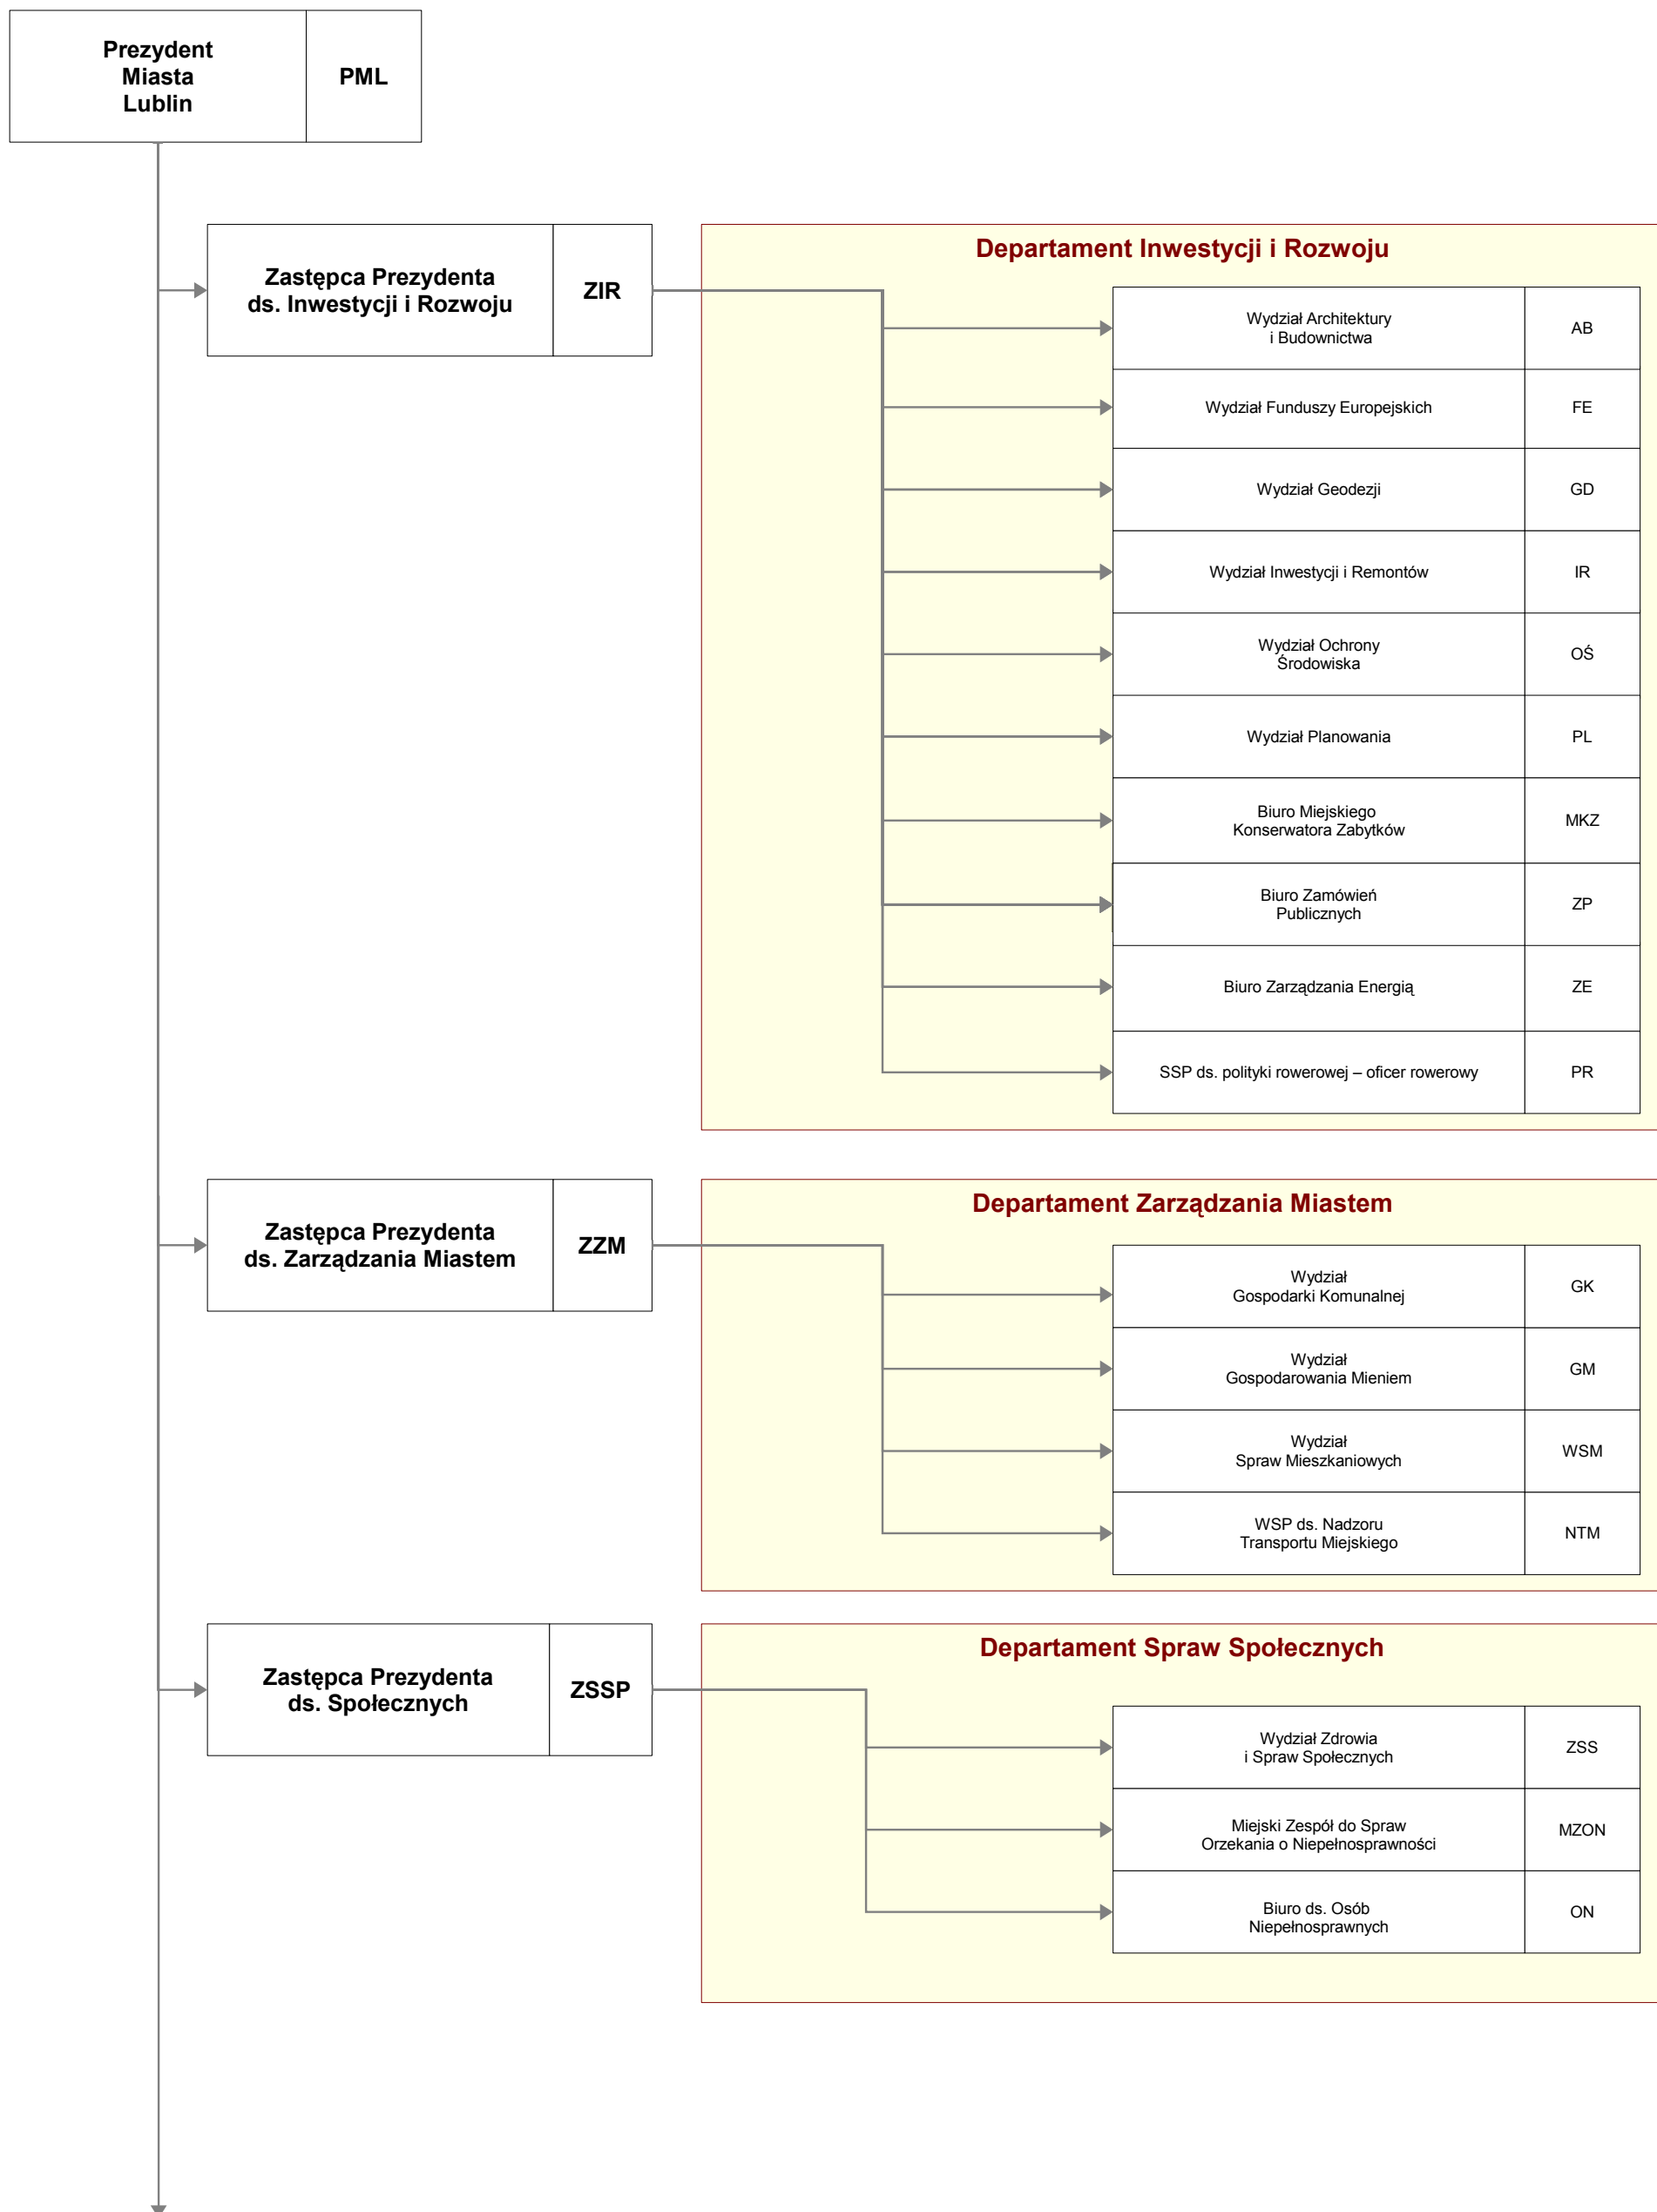 Prezydent
Miasta
Lublin
PML
Zastępca Prezydenta
ds. Inwestycji i Rozwoju
ZIR
Departament Inwestycji i Rozwoju
Wydział Architektury
i Budownictwa
AB
Wydział Funduszy Europejskich
FE
Wydział Geodezji
GD
Wydział Inwestycji i Remontów
IR
Wydział Ochrony
Środowiska
OŚ
Wydział Planowania
PL
Biuro Miejskiego
Konserwatora Zabytków
MKZ
Biuro Zamówień
Publicznych
ZP
Biuro Zarządzania Energią
ZE
SSP ds. polityki rowerowej – oficer rowerowy
PR
Zastępca Prezydenta
ds. Zarządzania Miastem
ZZM
Departament Zarządzania Miastem
Wydział
Gospodarki Komunalnej
GK
Wydział
Gospodarowania Mieniem
GM
Wydział
Spraw Mieszkaniowych
WSM
WSP ds. Nadzoru
Transportu Miejskiego
NTM
Zastępca Prezydenta
ds. Społecznych
ZSSP
Departament Spraw Społecznych
Wydział Zdrowia
i Spraw Społecznych
ZSS
Miejski Zespół do Spraw
Orzekania o Niepełnosprawności
MZON
Biuro ds. Osób
Niepełnosprawnych
ON